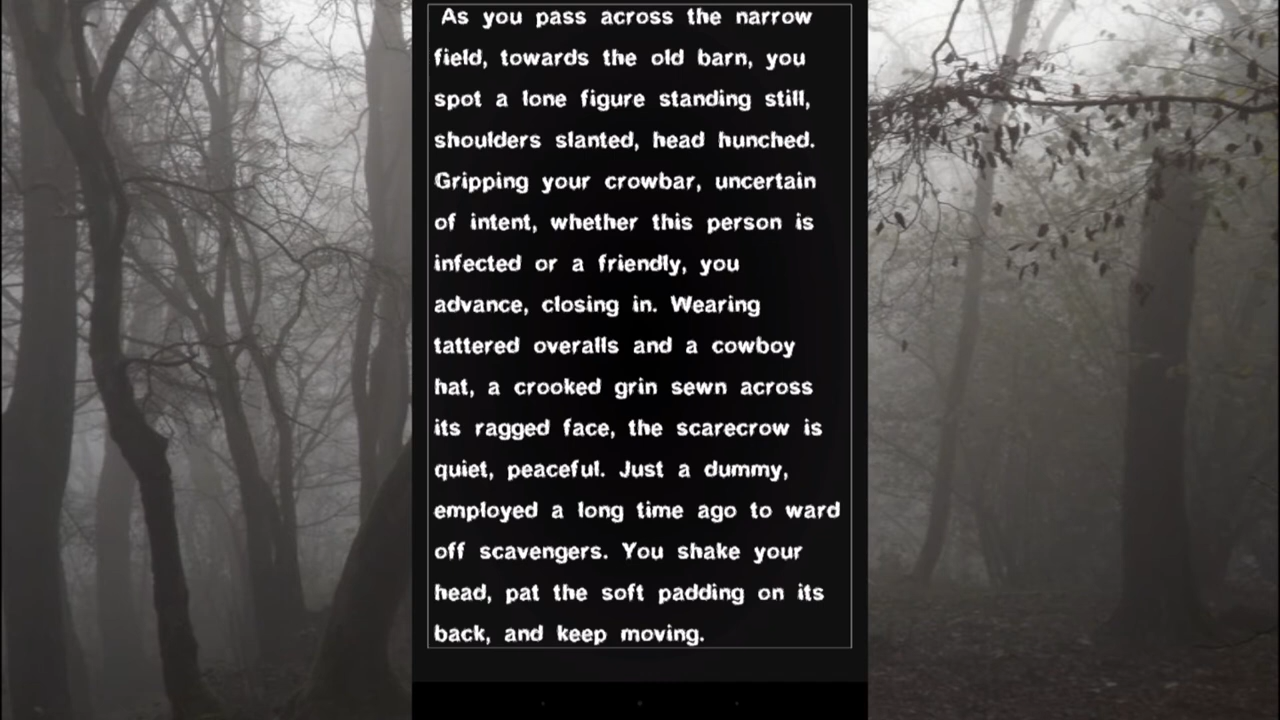 As you pass across the narrow
field, towards the old barn, you
spot a lone figure standing still,
shoulders slanted, head hunched.
Gripping your crowbar, uncertain
of intent, whether this person is
infected or a friendly, you
advance, closing in. Wearing
tattered overalls and a cowboy
hat, a crooked grin sewn across
its ragged face, the scarecrow is
quiet, peaceful. Just a dummy,
employed a long time ago to ward
off scavengers. You shake your
head, pat the soft padding on its
back, and keep moving.